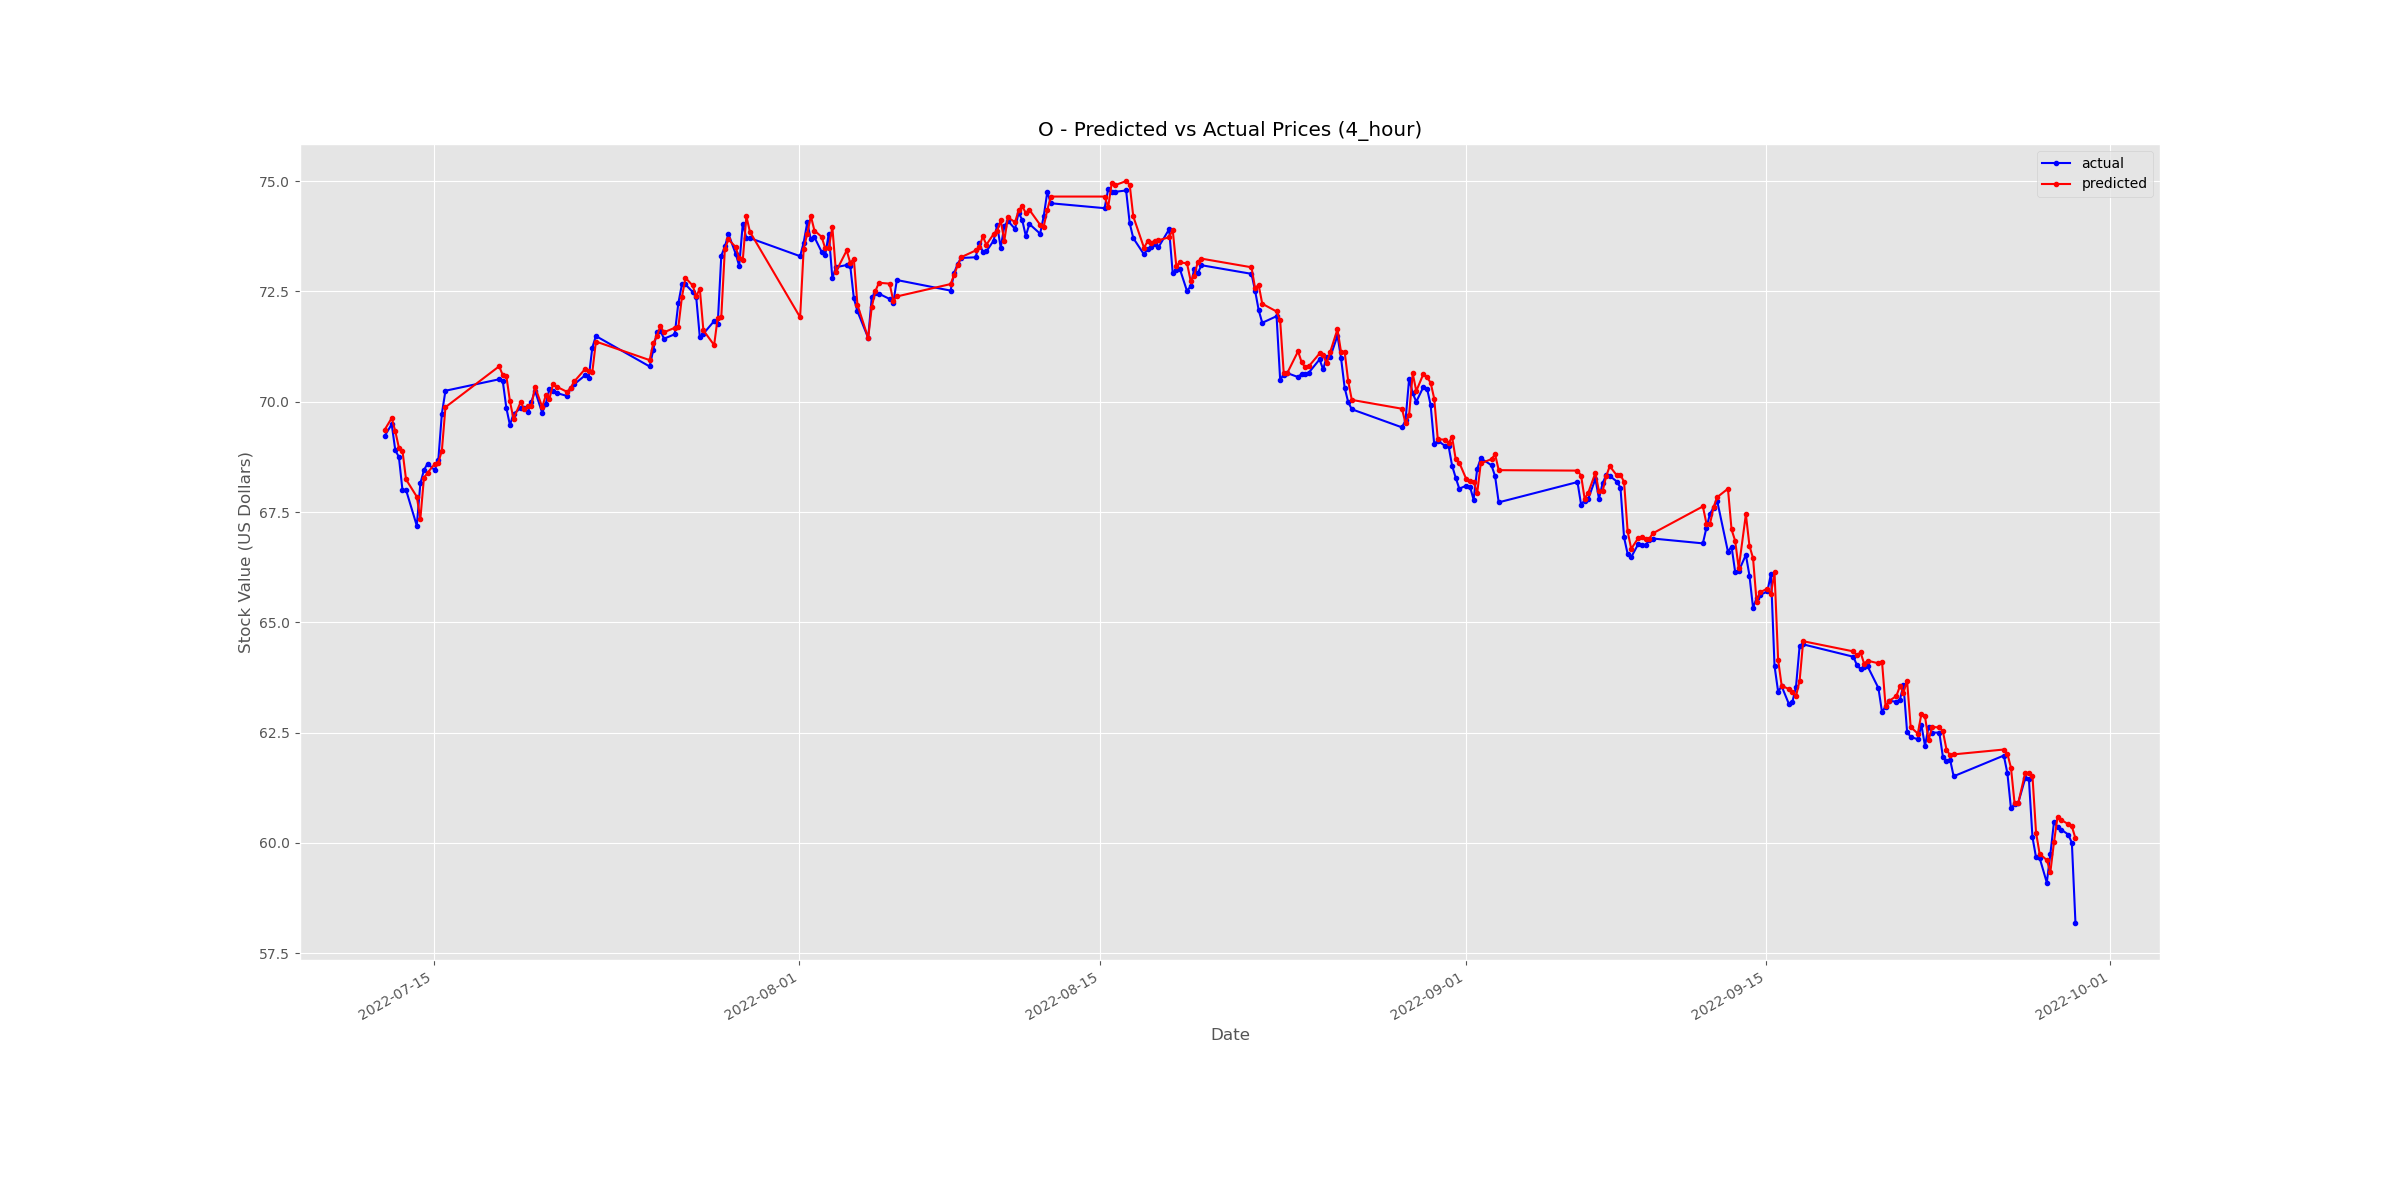 O - Predicted vs Actual Prices (4_hour)
actual
predicted
75.0
72.5
70.0
67.5
65.0
62.5
60.0
57.5
Stock Value (US Dollars)
2022-07-15
2022-08-01
2022-08-15
2022-09-01
2022-09-15
2022-10-01
Date